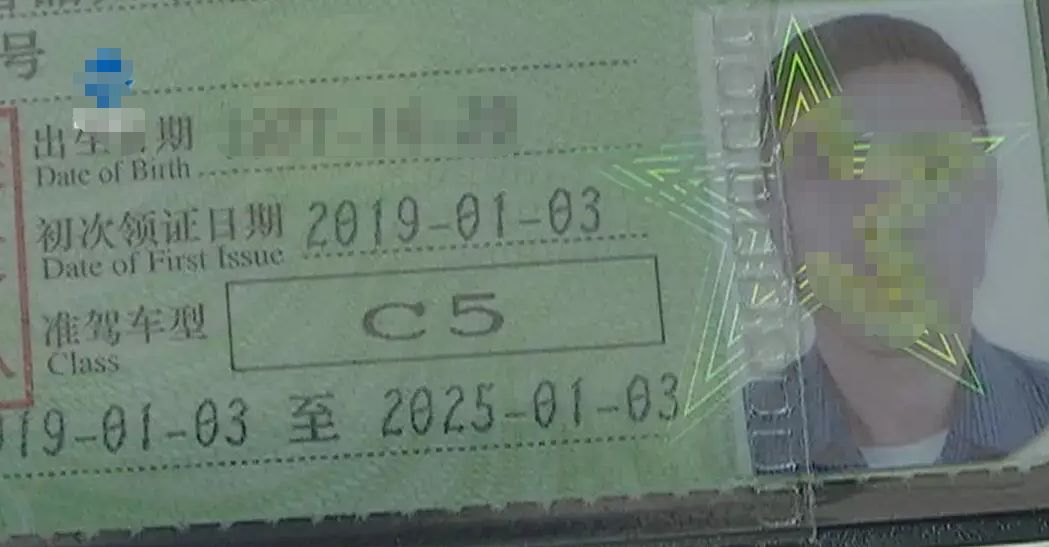 号
出生日期
Date of Birth
初次领证日期 2019-01-03
Date of First Issue
准驾车型 C5
Class
19-01-03 至 2025-01-03